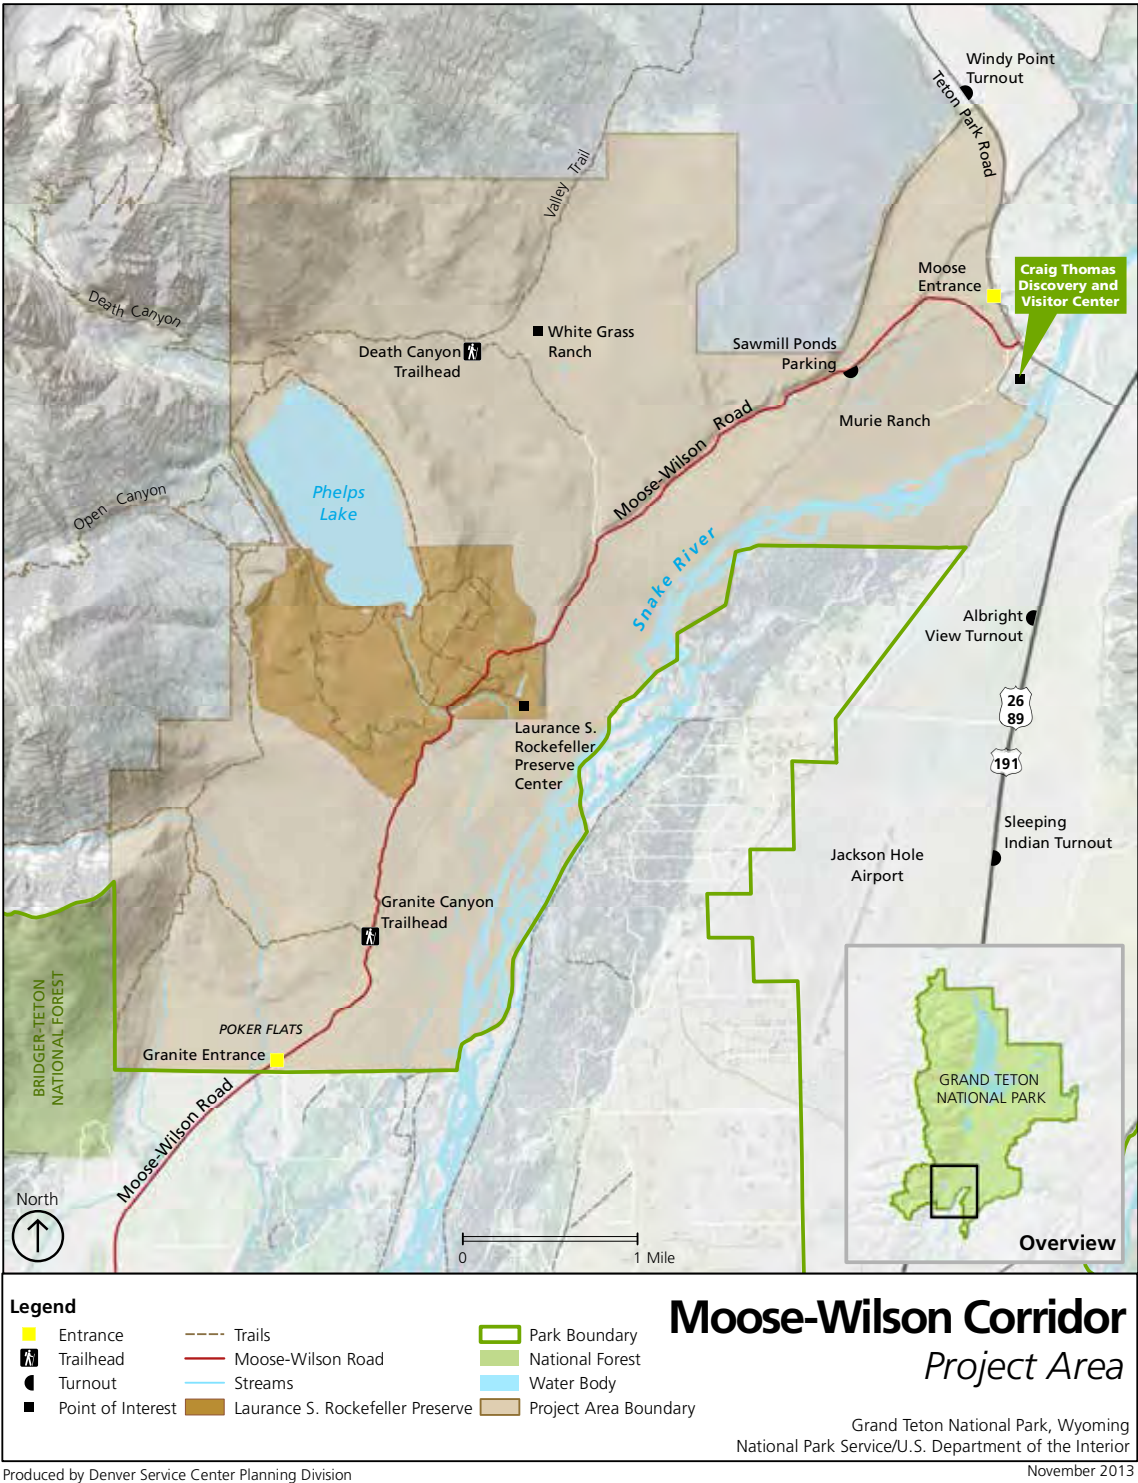 Windy Point
Turnout
Teton Park Road
Valley Trail
Moose
Entrance
Craig Thomas
Discovery and
Visitor Center
Death Canyon
White Grass
Ranch
Death Canyon
Trailhead
Sawmill Ponds
Parking
Murie Ranch
Moose-Wilson Road
Phelps
Lake
Open Canyon
Snake River
Albright
View Turnout
26
89
191
Laurance S.
Rockefeller
Preserve
Center
Sleeping
Indian Turnout
Jackson Hole
Airport
Granite Canyon
Trailhead
BRIDGER-TETON
NATIONAL FOREST
POKER FLATS
Granite Entrance
Moose-Wilson Road
GRAND TETON
NATIONAL PARK
Overview
North
0 1 Mile
Legend
Entrance
Trailhead
Turnout
Point of Interest
Trails
Moose-Wilson Road
Streams
Laurance S. Rockefeller Preserve
Park Boundary
National Forest
Water Body
Project Area Boundary
Moose-Wilson Corridor
Project Area
Grand Teton National Park, Wyoming
National Park Service/U.S. Department of the Interior
Produced by Denver Service Center Planning Division
November 2013